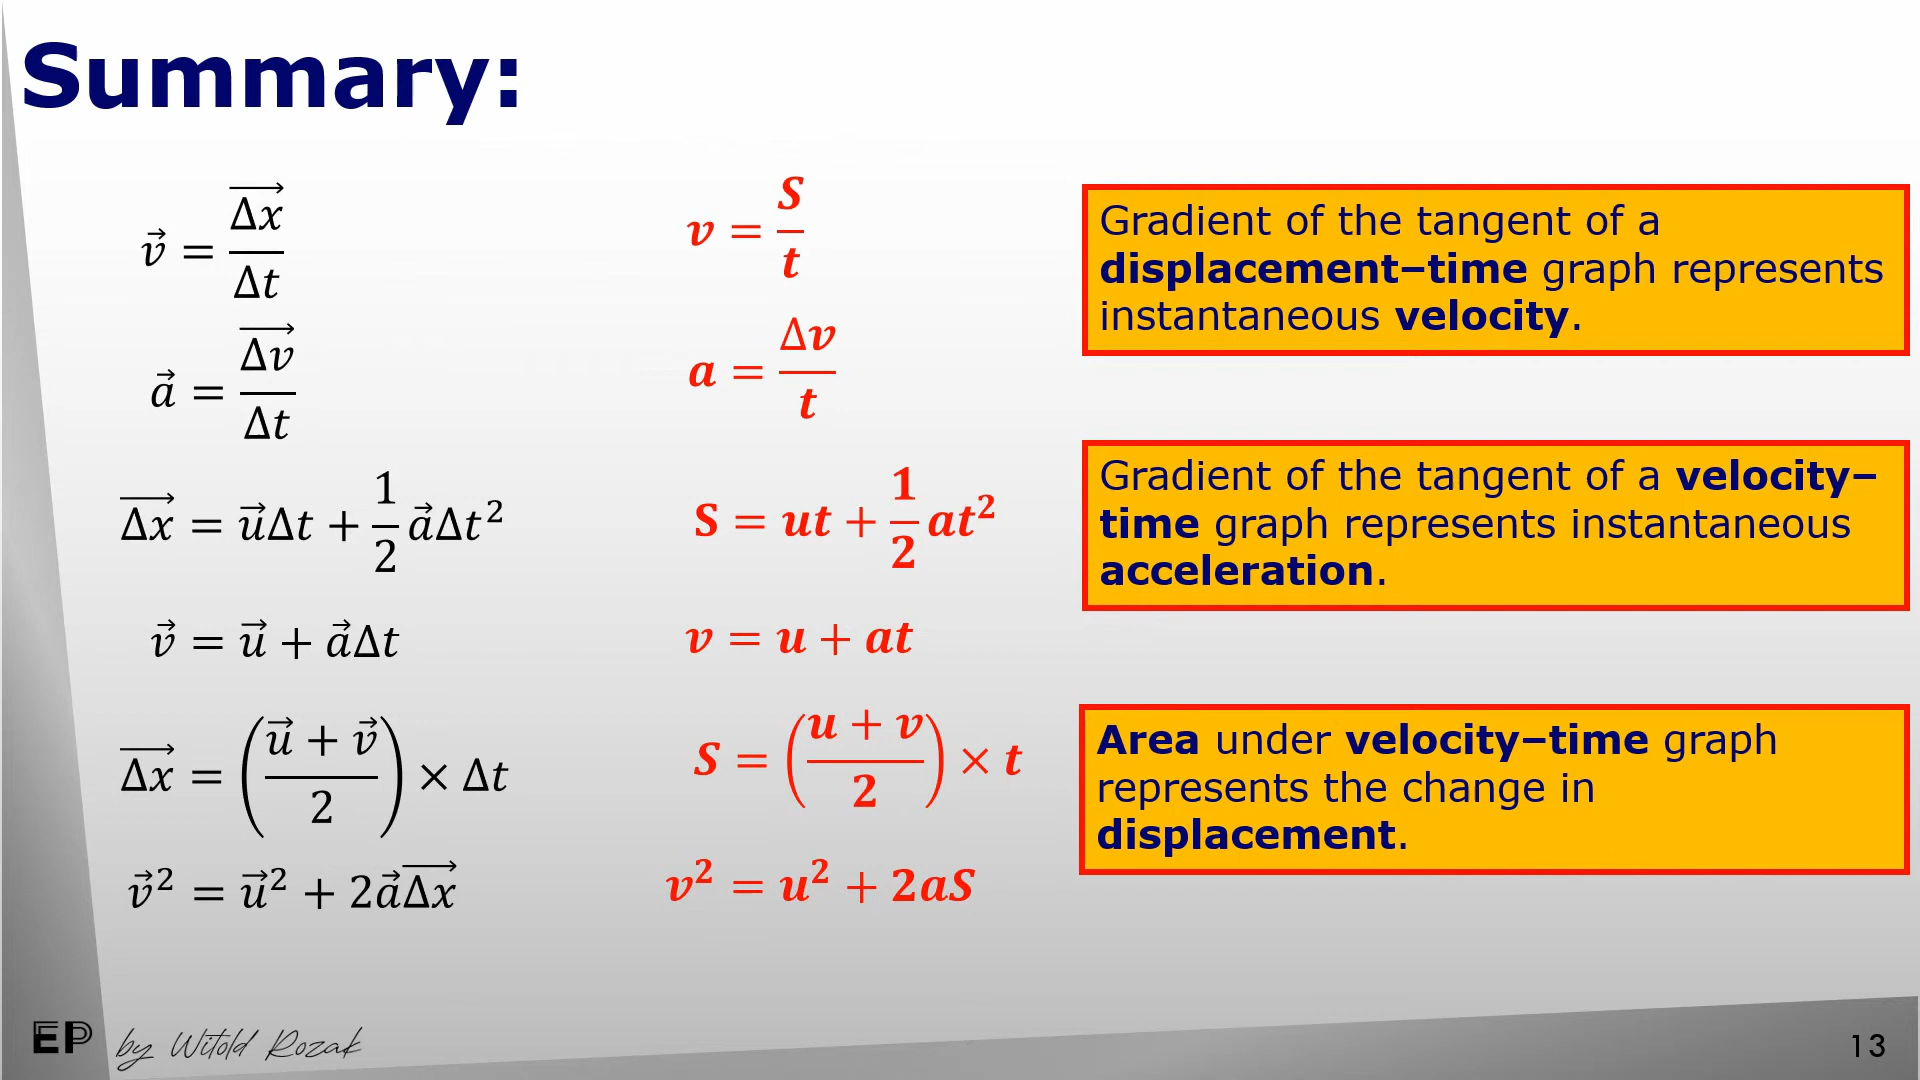 Summary:
v⃗ = Δx⃗ / Δt
a⃗ = Δv⃗ / Δt
Δx⃗ = u⃗Δt + 1/2 a⃗Δt²
v⃗ = u⃗ + a⃗Δt
Δx⃗ = ((u⃗ + v⃗) / 2) × Δt
v⃗² = u⃗² + 2a⃗Δx⃗
v = S / t
a = Δv / t
S = ut + 1/2 at²
v = u + at
S = ((u + v) / 2) × t
v² = u² + 2aS
Gradient of the tangent of a
displacement–time graph represents
instantaneous velocity.
Gradient of the tangent of a velocity–
time graph represents instantaneous
acceleration.
Area under velocity–time graph
represents the change in
displacement.
EP by Witold Rozak
13